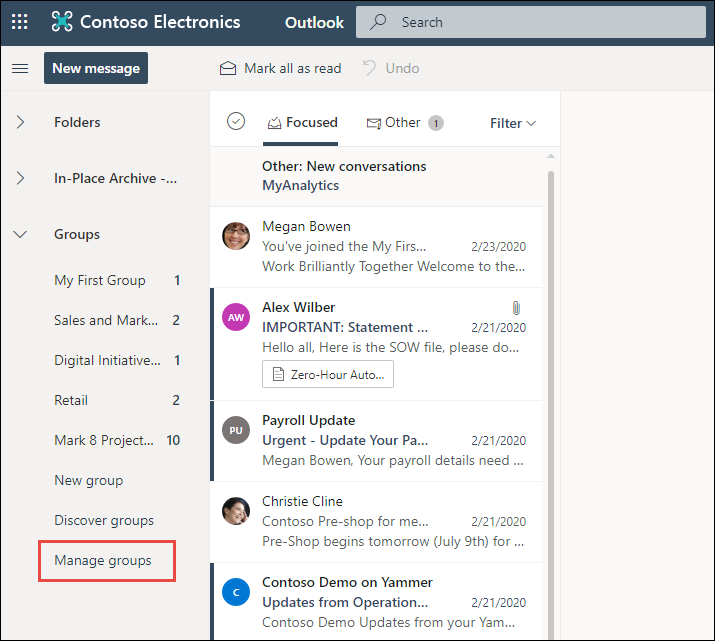 Contoso Electronics
Outlook
Search
New message
Mark all as read
Undo
Folders
In-Place Archive -...
Groups
My First Group 1
Sales and Mark... 2
Digital Initiative... 1
Retail 2
Mark 8 Project... 10
New group
Discover groups
Manage groups
Focused
Other 1
Filter
Other: New conversations
MyAnalytics
Megan Bowen
You've joined the My Firs... 2/23/2020
Work Brilliantly Together Welcome to the...
AW
Alex Wilber
IMPORTANT: Statement ... 2/21/2020
Hello all, Here is the SOW file, please do...
Zero-Hour Auto...
PU
Payroll Update
Urgent - Update Your Pa... 2/21/2020
Megan Bowen, Your payroll details need ...
Christie Cline
Contoso Pre-shop for me... 2/21/2020
Pre-Shop begins tomorrow (July 9th) for ...
C
Contoso Demo on Yammer
Updates from Operation... 2/21/2020
Contoso Demo Updates from your Yam...